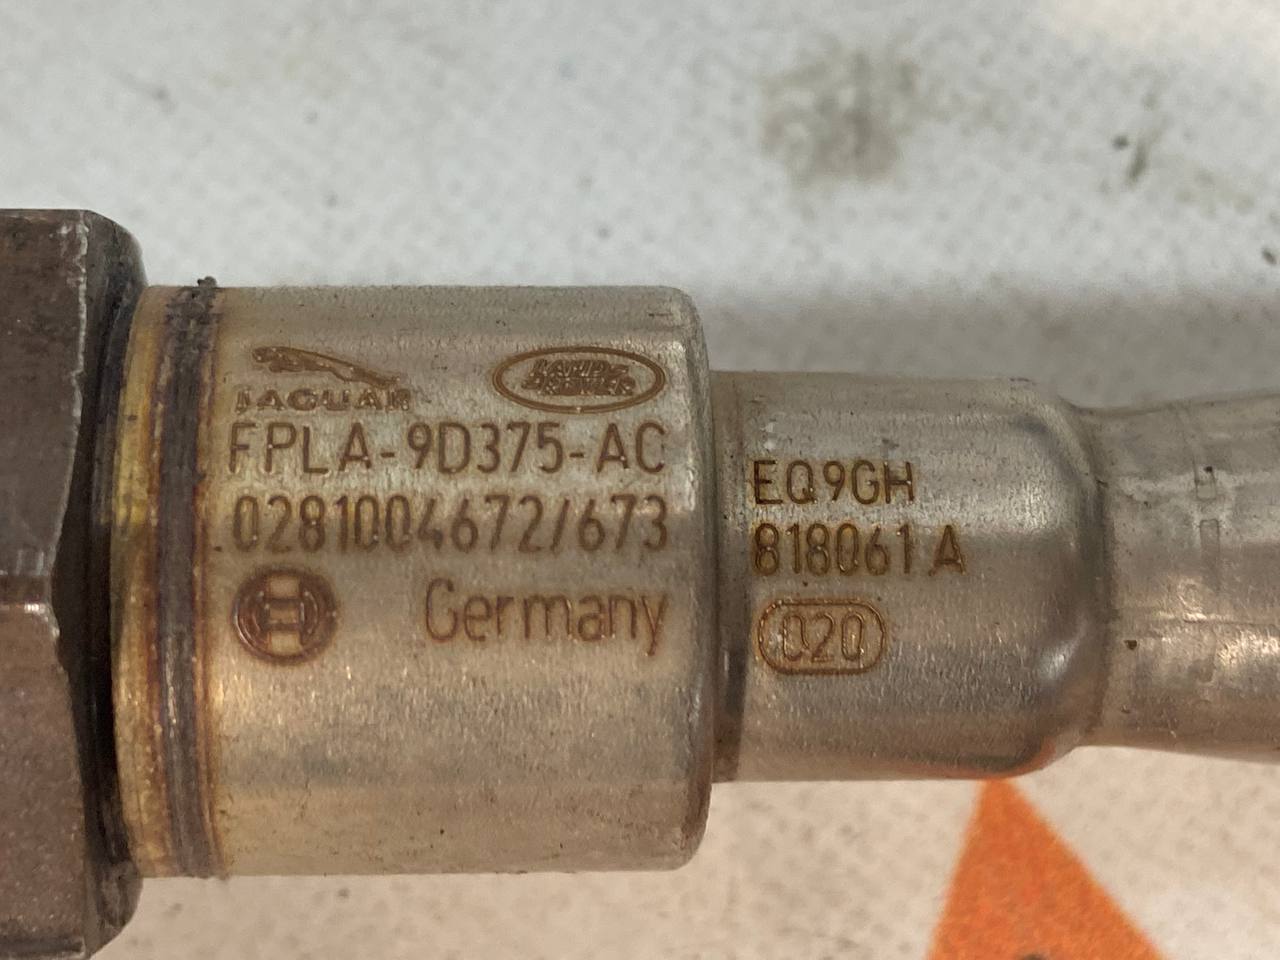 JAGUAR
LAND-
ROVER
FPLA-9D375-AC
0281004672/673
Germany
EQ9GH
818061 A
020